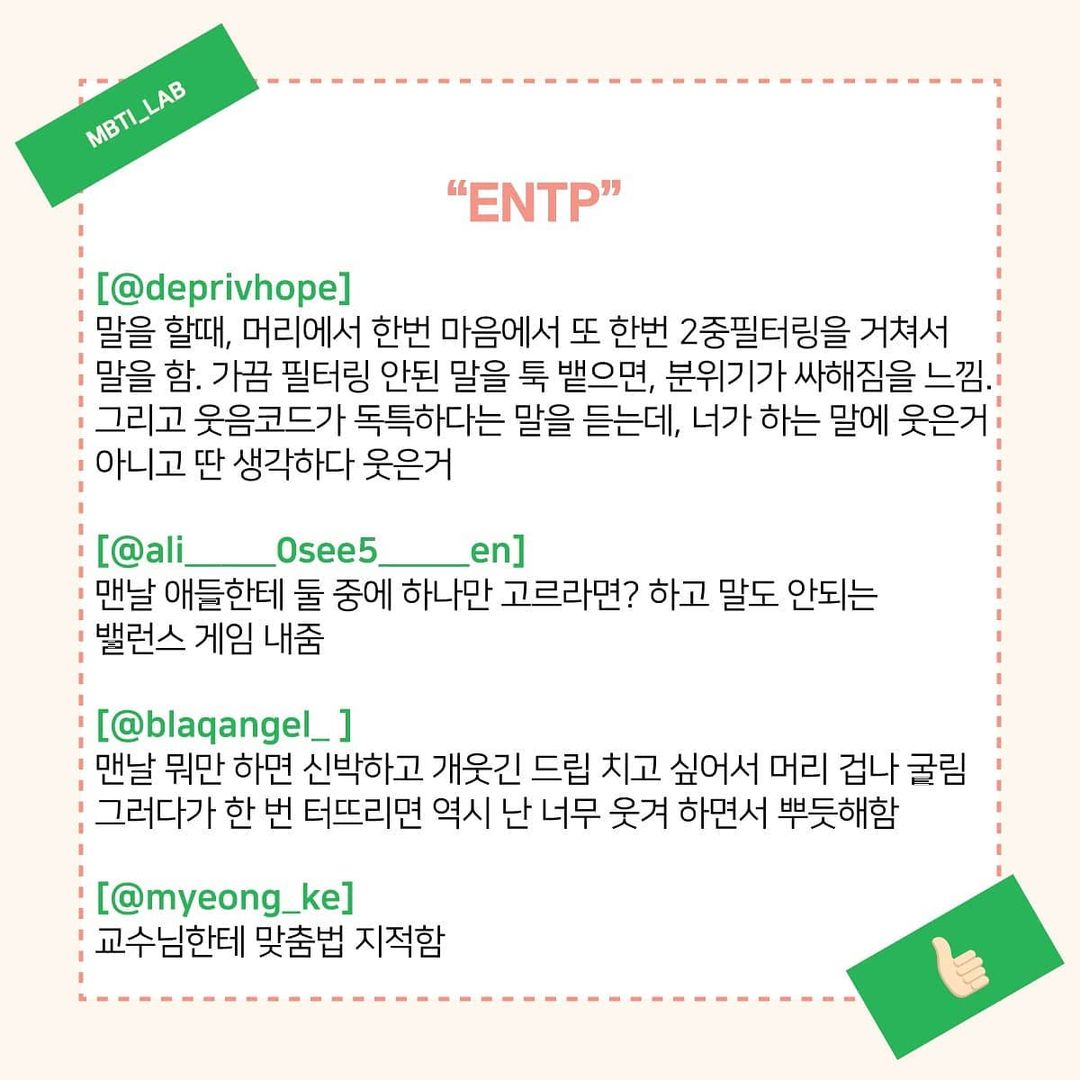 MBTI_LAB
“ENTP”
[@deprivhope]
말을 할때, 머리에서 한번 마음에서 또 한번 2중필터링을 거쳐서
말을 함. 가끔 필터링 안된 말을 툭 뱉으면, 분위기가 싸해짐을 느낌.
그리고 웃음코드가 독특하다는 말을 듣는데, 너가 하는 말에 웃은거
아니고 딴 생각하다 웃은거
[@ali_____0see5_____en]
맨날 애들한테 둘 중에 하나만 고르라면? 하고 말도 안되는
밸런스 게임 내줌
[@blaqangel_ ]
맨날 뭐만 하면 신박하고 개웃긴 드립 치고 싶어서 머리 겁나 굴림
그러다가 한 번 터뜨리면 역시 난 너무 웃겨 하면서 뿌듯해함
[@myeong_ke]
교수님한테 맞춤법 지적함